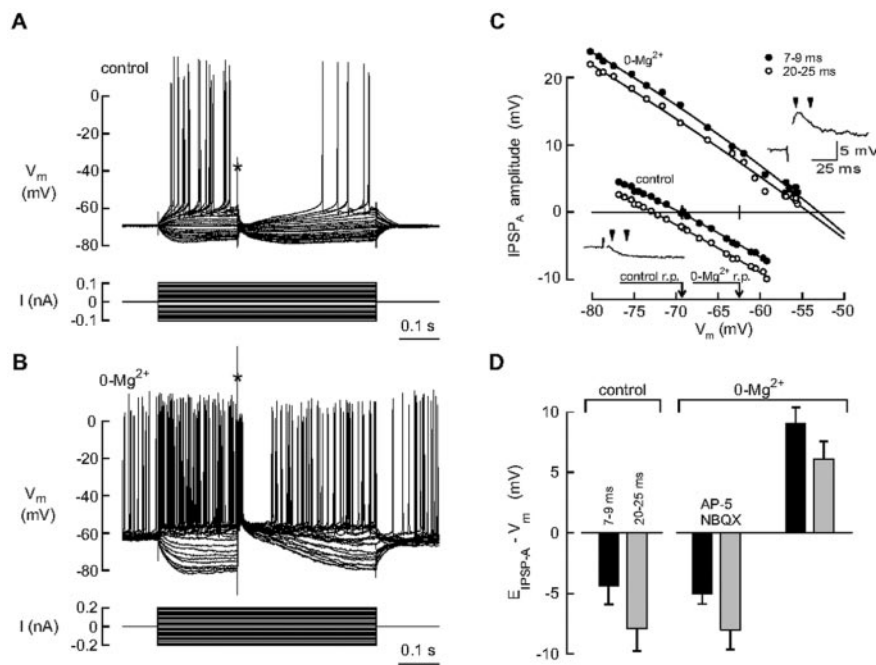 A
control
0
-40
-60
-80
Vm
(mV)
*
I (nA)
0.1
0
-0.1
0.1 s
B
0-Mg2+
0
-40
-60
-80
Vm
(mV)
*
I (nA)
0.2
0
-0.2
0.1 s
C
IPSPA amplitude (mV)
20
10
0
-10
0-Mg2+
7-9 ms
20-25 ms
5 mV
25 ms
control
control r.p.
0-Mg2+ r.p.
-80 -75 -70 -65 -60 -55 -50
Vm (mV)
D
control
0-Mg2+
EIPSP-A - Vm (mV)
10
5
0
-5
-10
7-9 ms
20-25 ms
AP-5
NBQX